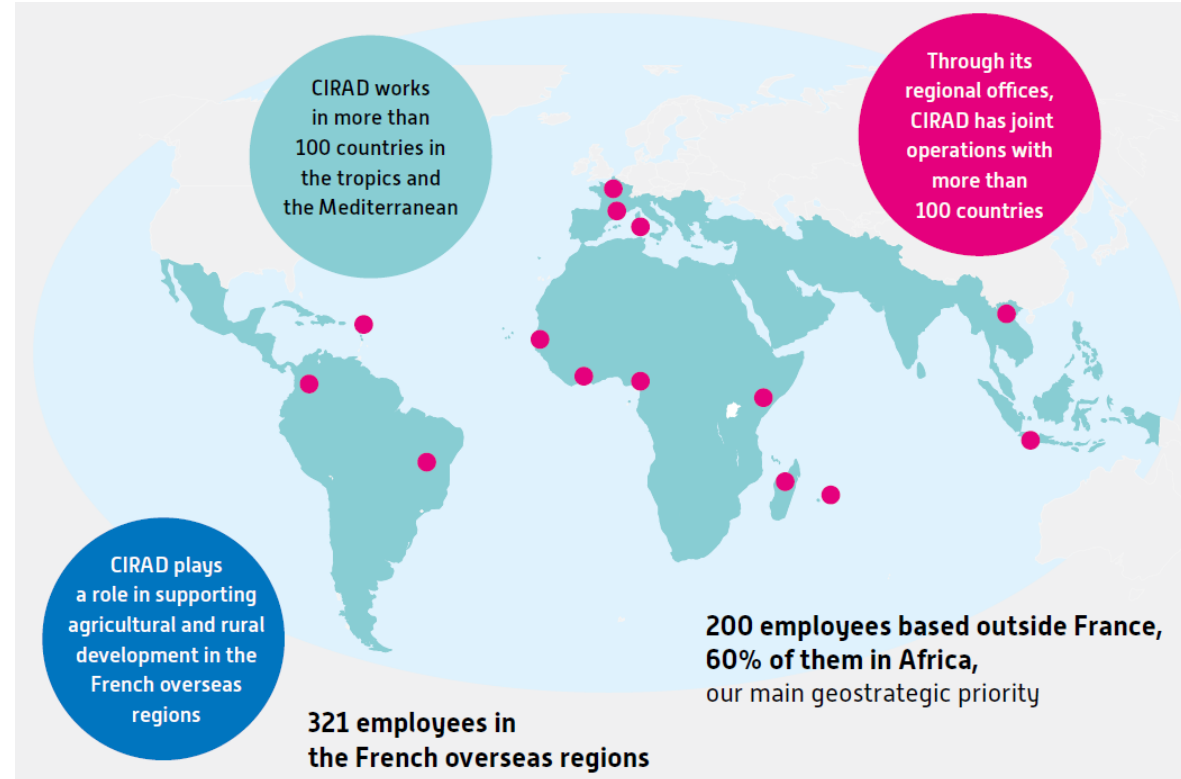 CIRAD works
in more than
100 countries in
the tropics and
the Mediterranean
Through its
regional offices,
CIRAD has joint
operations with
more than
100 countries
CIRAD plays
a role in supporting
agricultural and rural
development in the
French overseas
regions
200 employees based outside France,
60% of them in Africa,
our main geostrategic priority
321 employees in
the French overseas regions